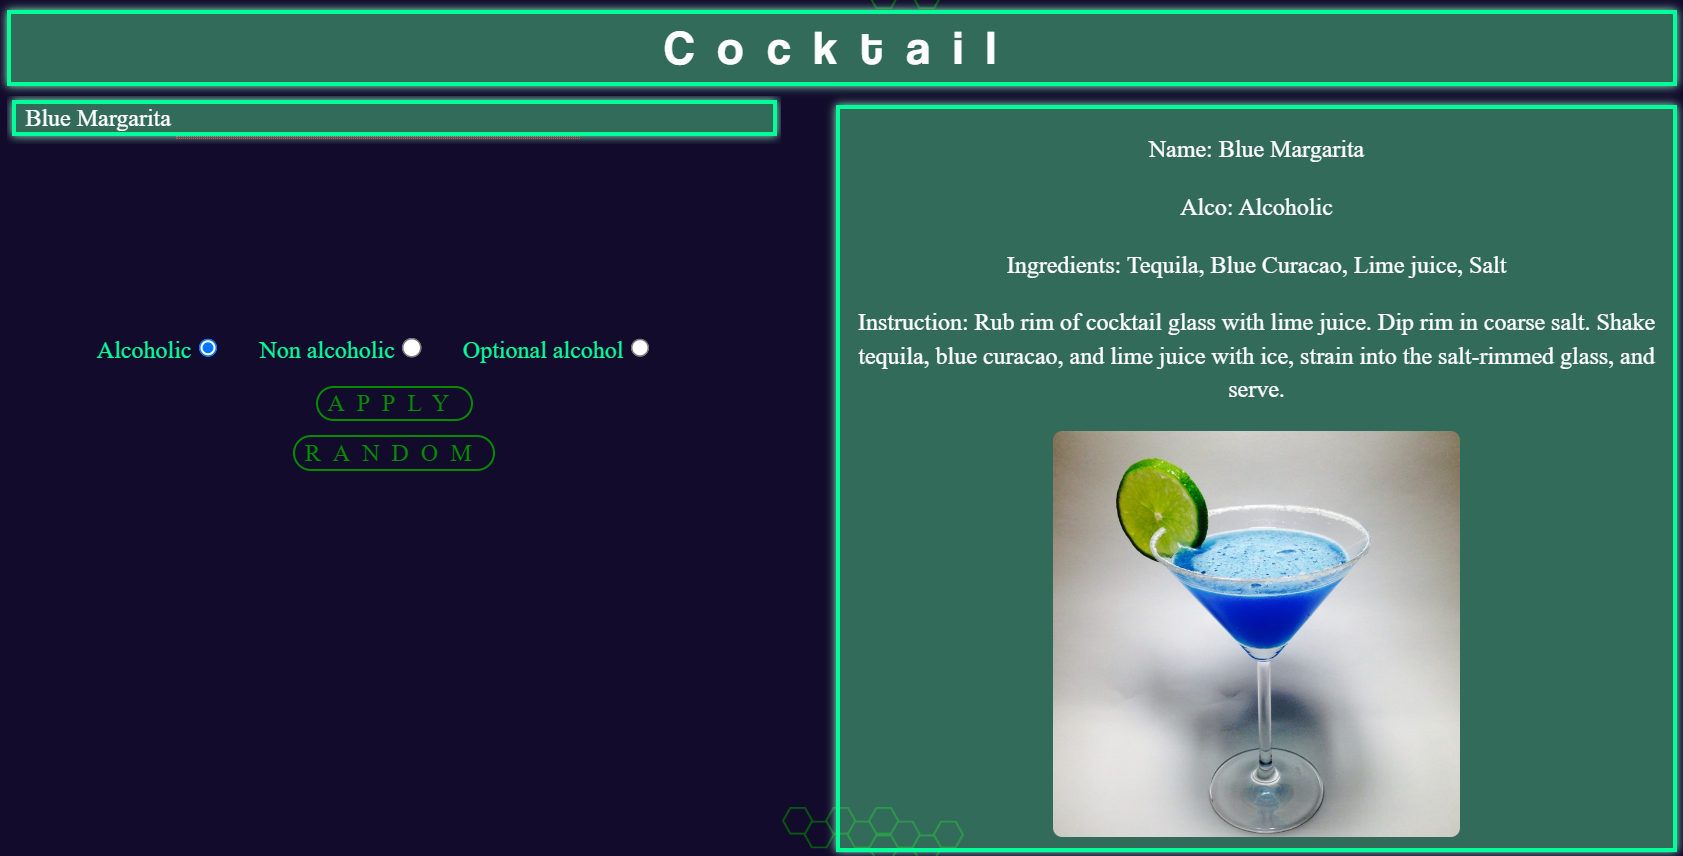 Cocktail
Blue Margarita
Alcoholic
Non alcoholic
Optional alcohol
APPLY
RANDOM
Name: Blue Margarita
Alco: Alcoholic
Ingredients: Tequila, Blue Curacao, Lime juice, Salt
Instruction: Rub rim of cocktail glass with lime juice. Dip rim in coarse salt. Shake
tequila, blue curacao, and lime juice with ice, strain into the salt-rimmed glass, and
serve.